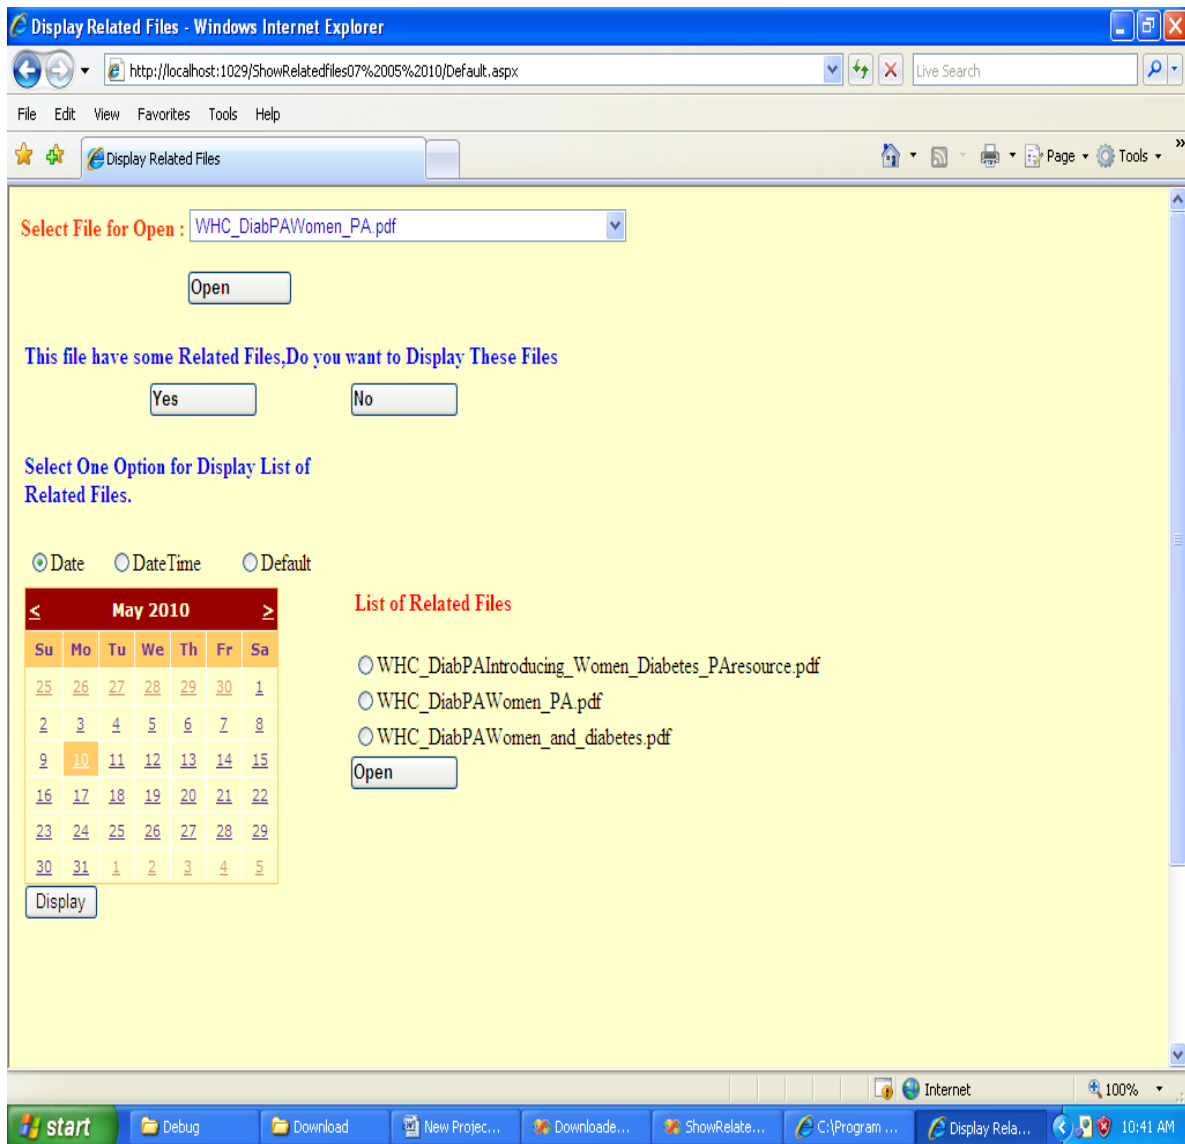 Display Related Files - Windows Internet Explorer
http://localhost:1029/ShowRelatedfiles07%2005%2010/Default.aspx
Live Search
File Edit View Favorites Tools Help
Display Related Files
Page Tools
Select File for Open : WHC_DiabPAWomen_PA.pdf
Open
This file have some Related Files,Do you want to Display These Files
Yes No
Select One Option for Display List of
Related Files.
Date DateTime Default
< May 2010 >
Su Mo Tu We Th Fr Sa
25 26 27 28 29 30 1
2 3 4 5 6 7 8
9 10 11 12 13 14 15
16 17 18 19 20 21 22
23 24 25 26 27 28 29
30 31 1 2 3 4 5
Display
List of Related Files
WHC_DiabPAIntroducing_Women_Diabetes_PAresource.pdf
WHC_DiabPAWomen_PA.pdf
WHC_DiabPAWomen_and_diabetes.pdf
Open
Internet 100%
start Debug Download New Projec... Downloade... ShowRelate... C:\Program ... Display Rela... 10:41 AM